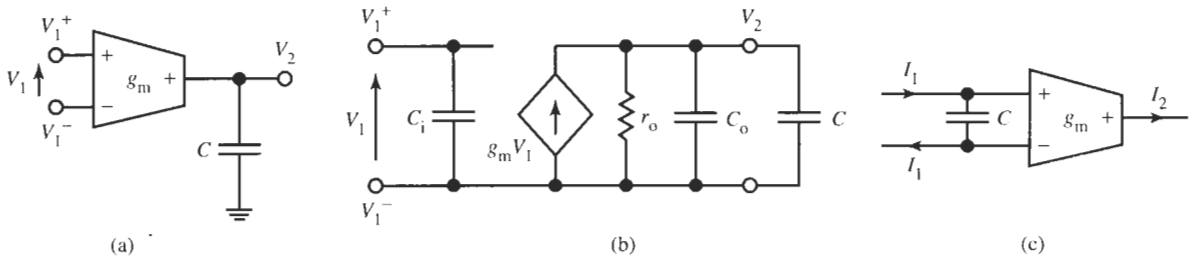 V₁⁺
V₁
V₁⁻
+
−
gₘ
+
V₂
C
(a)
V₁⁺
V₁
V₁⁻
Cᵢ
gₘV₁
rₒ
Cₒ
V₂
C
(b)
I₁
I₁
C
+
−
gₘ
+
I₂
(c)